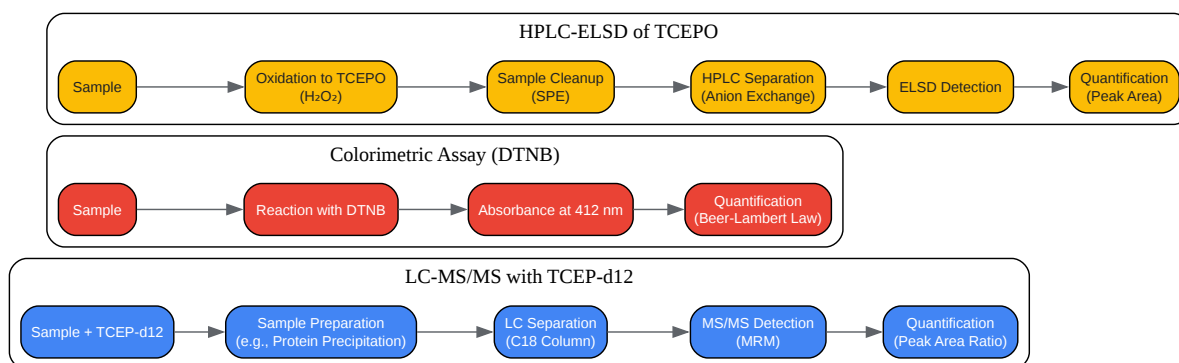 HPLC-ELSD of TCEPO
Sample
Oxidation to TCEPO
(H₂O₂)
Sample Cleanup
(SPE)
HPLC Separation
(Anion Exchange)
ELSD Detection
Quantification
(Peak Area)
Colorimetric Assay (DTNB)
Sample
Reaction with DTNB
Absorbance at 412 nm
Quantification
(Beer-Lambert Law)
LC-MS/MS with TCEP-d12
Sample + TCEP-d12
Sample Preparation
(e.g., Protein Precipitation)
LC Separation
(C18 Column)
MS/MS Detection
(MRM)
Quantification
(Peak Area Ratio)